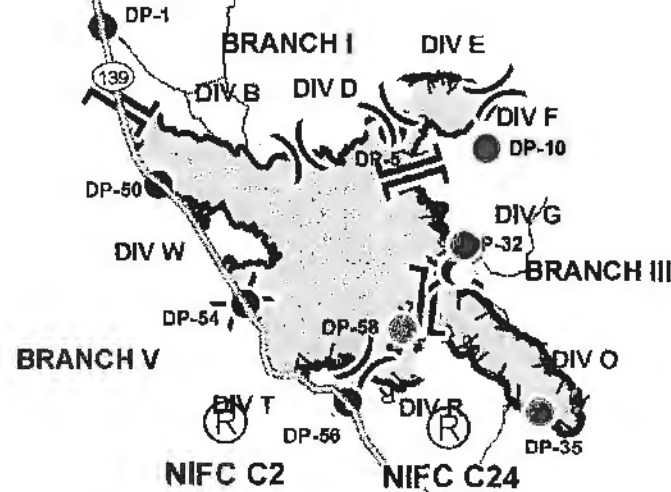 DP-1
BRANCH I
DIV E
139
DIV B
DIV D
DIV F
DP-5
DP-10
DP-50
DIV G
P-32
DIV W
BRANCH III
DP-54
DP-58
BRANCH V
DIV O
DIV T
R
DIV R
R
DP-56
DP-35
NIFC C2
NIFC C24